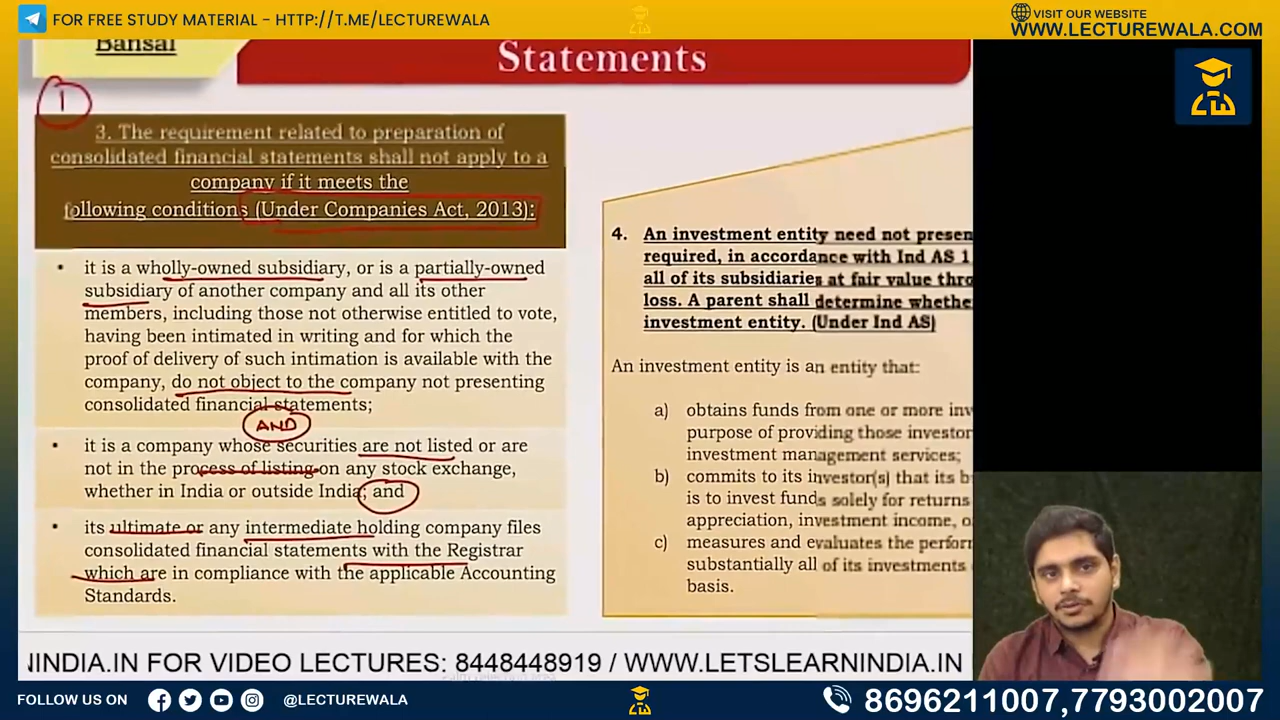 FOR FREE STUDY MATERIAL - HTTP://T.ME/LECTUREWALA
VISIT OUR WEBSITE
WWW.LECTUREWALA.COM
Bansal
Statements
1
3. The requirement related to preparation of
consolidated financial statements shall not apply to a
company if it meets the
following conditions (Under Companies Act, 2013):
• it is a wholly-owned subsidiary, or is a partially-owned
subsidiary of another company and all its other
members, including those not otherwise entitled to vote,
having been intimated in writing and for which the
proof of delivery of such intimation is available with the
company, do not object to the company not presenting
consolidated financial statements;
AND
• it is a company whose securities are not listed or are
not in the process of listing on any stock exchange,
whether in India or outside India; and
• its ultimate or any intermediate holding company files
consolidated financial statements with the Registrar
which are in compliance with the applicable Accounting
Standards.
4. An investment entity need not presen
required, in accordance with Ind AS 1
all of its subsidiaries at fair value thro
loss. A parent shall determine whethe
investment entity. (Under Ind AS)
An investment entity is an entity that:
a) obtains funds from one or more inv
purpose of providing those investor
investment management services;
b) commits to its investor(s) that its b
is to invest funds solely for returns
appreciation, investment income, o
c) measures and evaluates the perform
substantially all of its investments
basis.
NINDIA.IN FOR VIDEO LECTURES: 8448448919 / WWW.LETSLEARNINDIA.IN
FOLLOW US ON
@LECTUREWALA
8696211007,7793002007